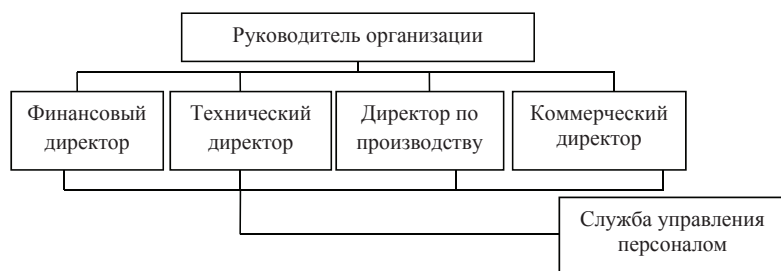 Руководитель организации
Финансовый
директор
Технический
директор
Директор по
производству
Коммерческий
директор
Служба управления
персоналом